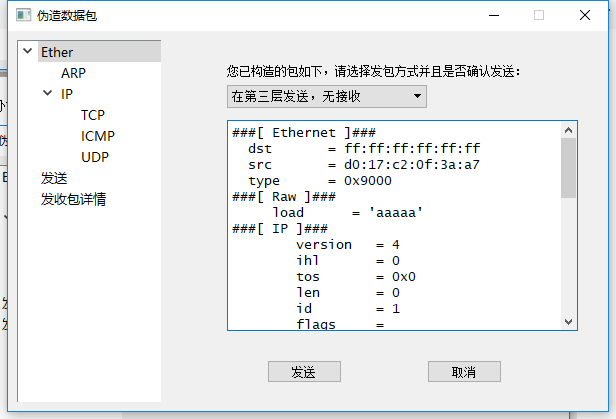 伪造数据包
Ether
ARP
IP
TCP
ICMP
UDP
发送
发收包详情
您已构造的包如下，请选择发包方式并且是否确认发送：
在第三层发送，无接收
###[ Ethernet ]###
dst = ff:ff:ff:ff:ff:ff
src = d0:17:c2:0f:3a:a7
type = 0x9000
###[ Raw ]###
load = 'aaaaa'
###[ IP ]###
version = 4
ihl = 0
tos = 0x0
len = 0
id = 1
flags =
发送
取消